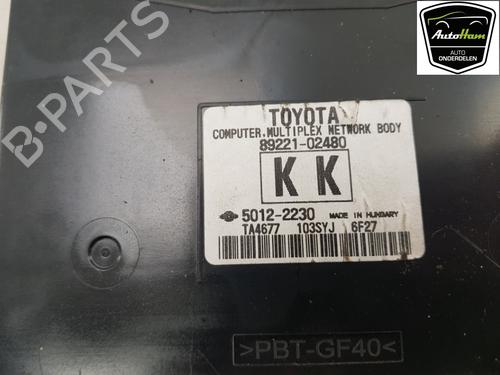 AutoHam
AUTO
ONDERDELEN
B-PARTS
TOYOTA
COMPUTER,MULTIPLEX NETWORK BODY
89221-02480
KK
5012-2230 MADE IN HUNGARY
TA4677 103SYJ 6F27
>PBT-GF40<